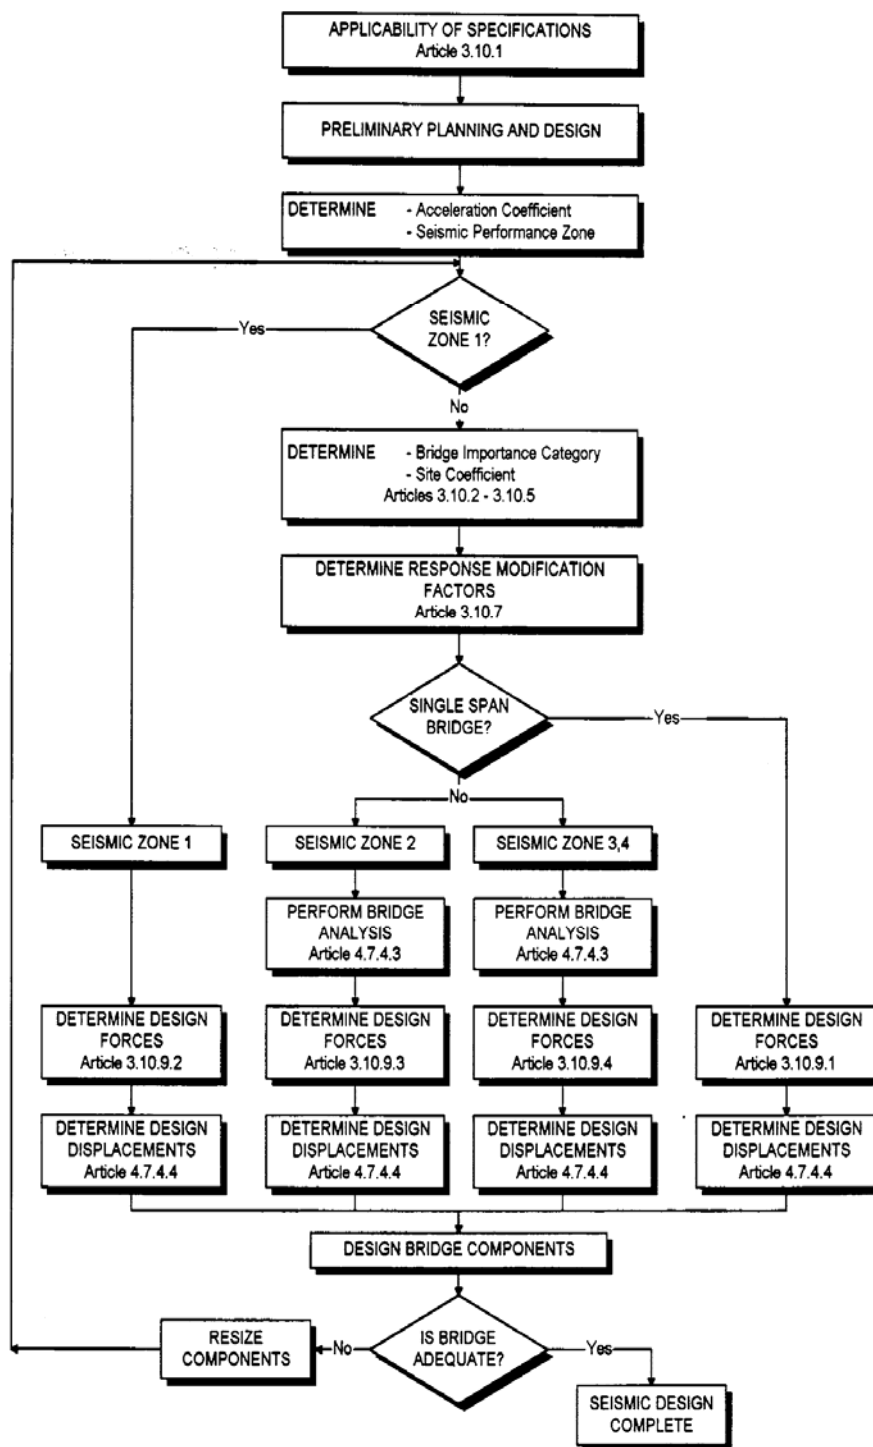 APPLICABILITY OF SPECIFICATIONS
Article 3.10.1
PRELIMINARY PLANNING AND DESIGN
DETERMINE - Acceleration Coefficient
- Seismic Performance Zone
SEISMIC
ZONE 1?
Yes
No
DETERMINE - Bridge Importance Category
- Site Coefficient
Articles 3.10.2 - 3.10.5
DETERMINE RESPONSE MODIFICATION
FACTORS
Article 3.10.7
SINGLE SPAN
BRIDGE?
Yes
No
SEISMIC ZONE 1
SEISMIC ZONE 2
SEISMIC ZONE 3,4
PERFORM BRIDGE
ANALYSIS
Article 4.7.4.3
PERFORM BRIDGE
ANALYSIS
Article 4.7.4.3
DETERMINE DESIGN
FORCES
Article 3.10.9.2
DETERMINE DESIGN
FORCES
Article 3.10.9.3
DETERMINE DESIGN
FORCES
Article 3.10.9.4
DETERMINE DESIGN
FORCES
Article 3.10.9.1
DETERMINE DESIGN
DISPLACEMENTS
Article 4.7.4.4
DETERMINE DESIGN
DISPLACEMENTS
Article 4.7.4.4
DETERMINE DESIGN
DISPLACEMENTS
Article 4.7.4.4
DETERMINE DESIGN
DISPLACEMENTS
Article 4.7.4.4
DESIGN BRIDGE COMPONENTS
RESIZE
COMPONENTS
No
IS BRIDGE
ADEQUATE?
Yes
SEISMIC DESIGN
COMPLETE